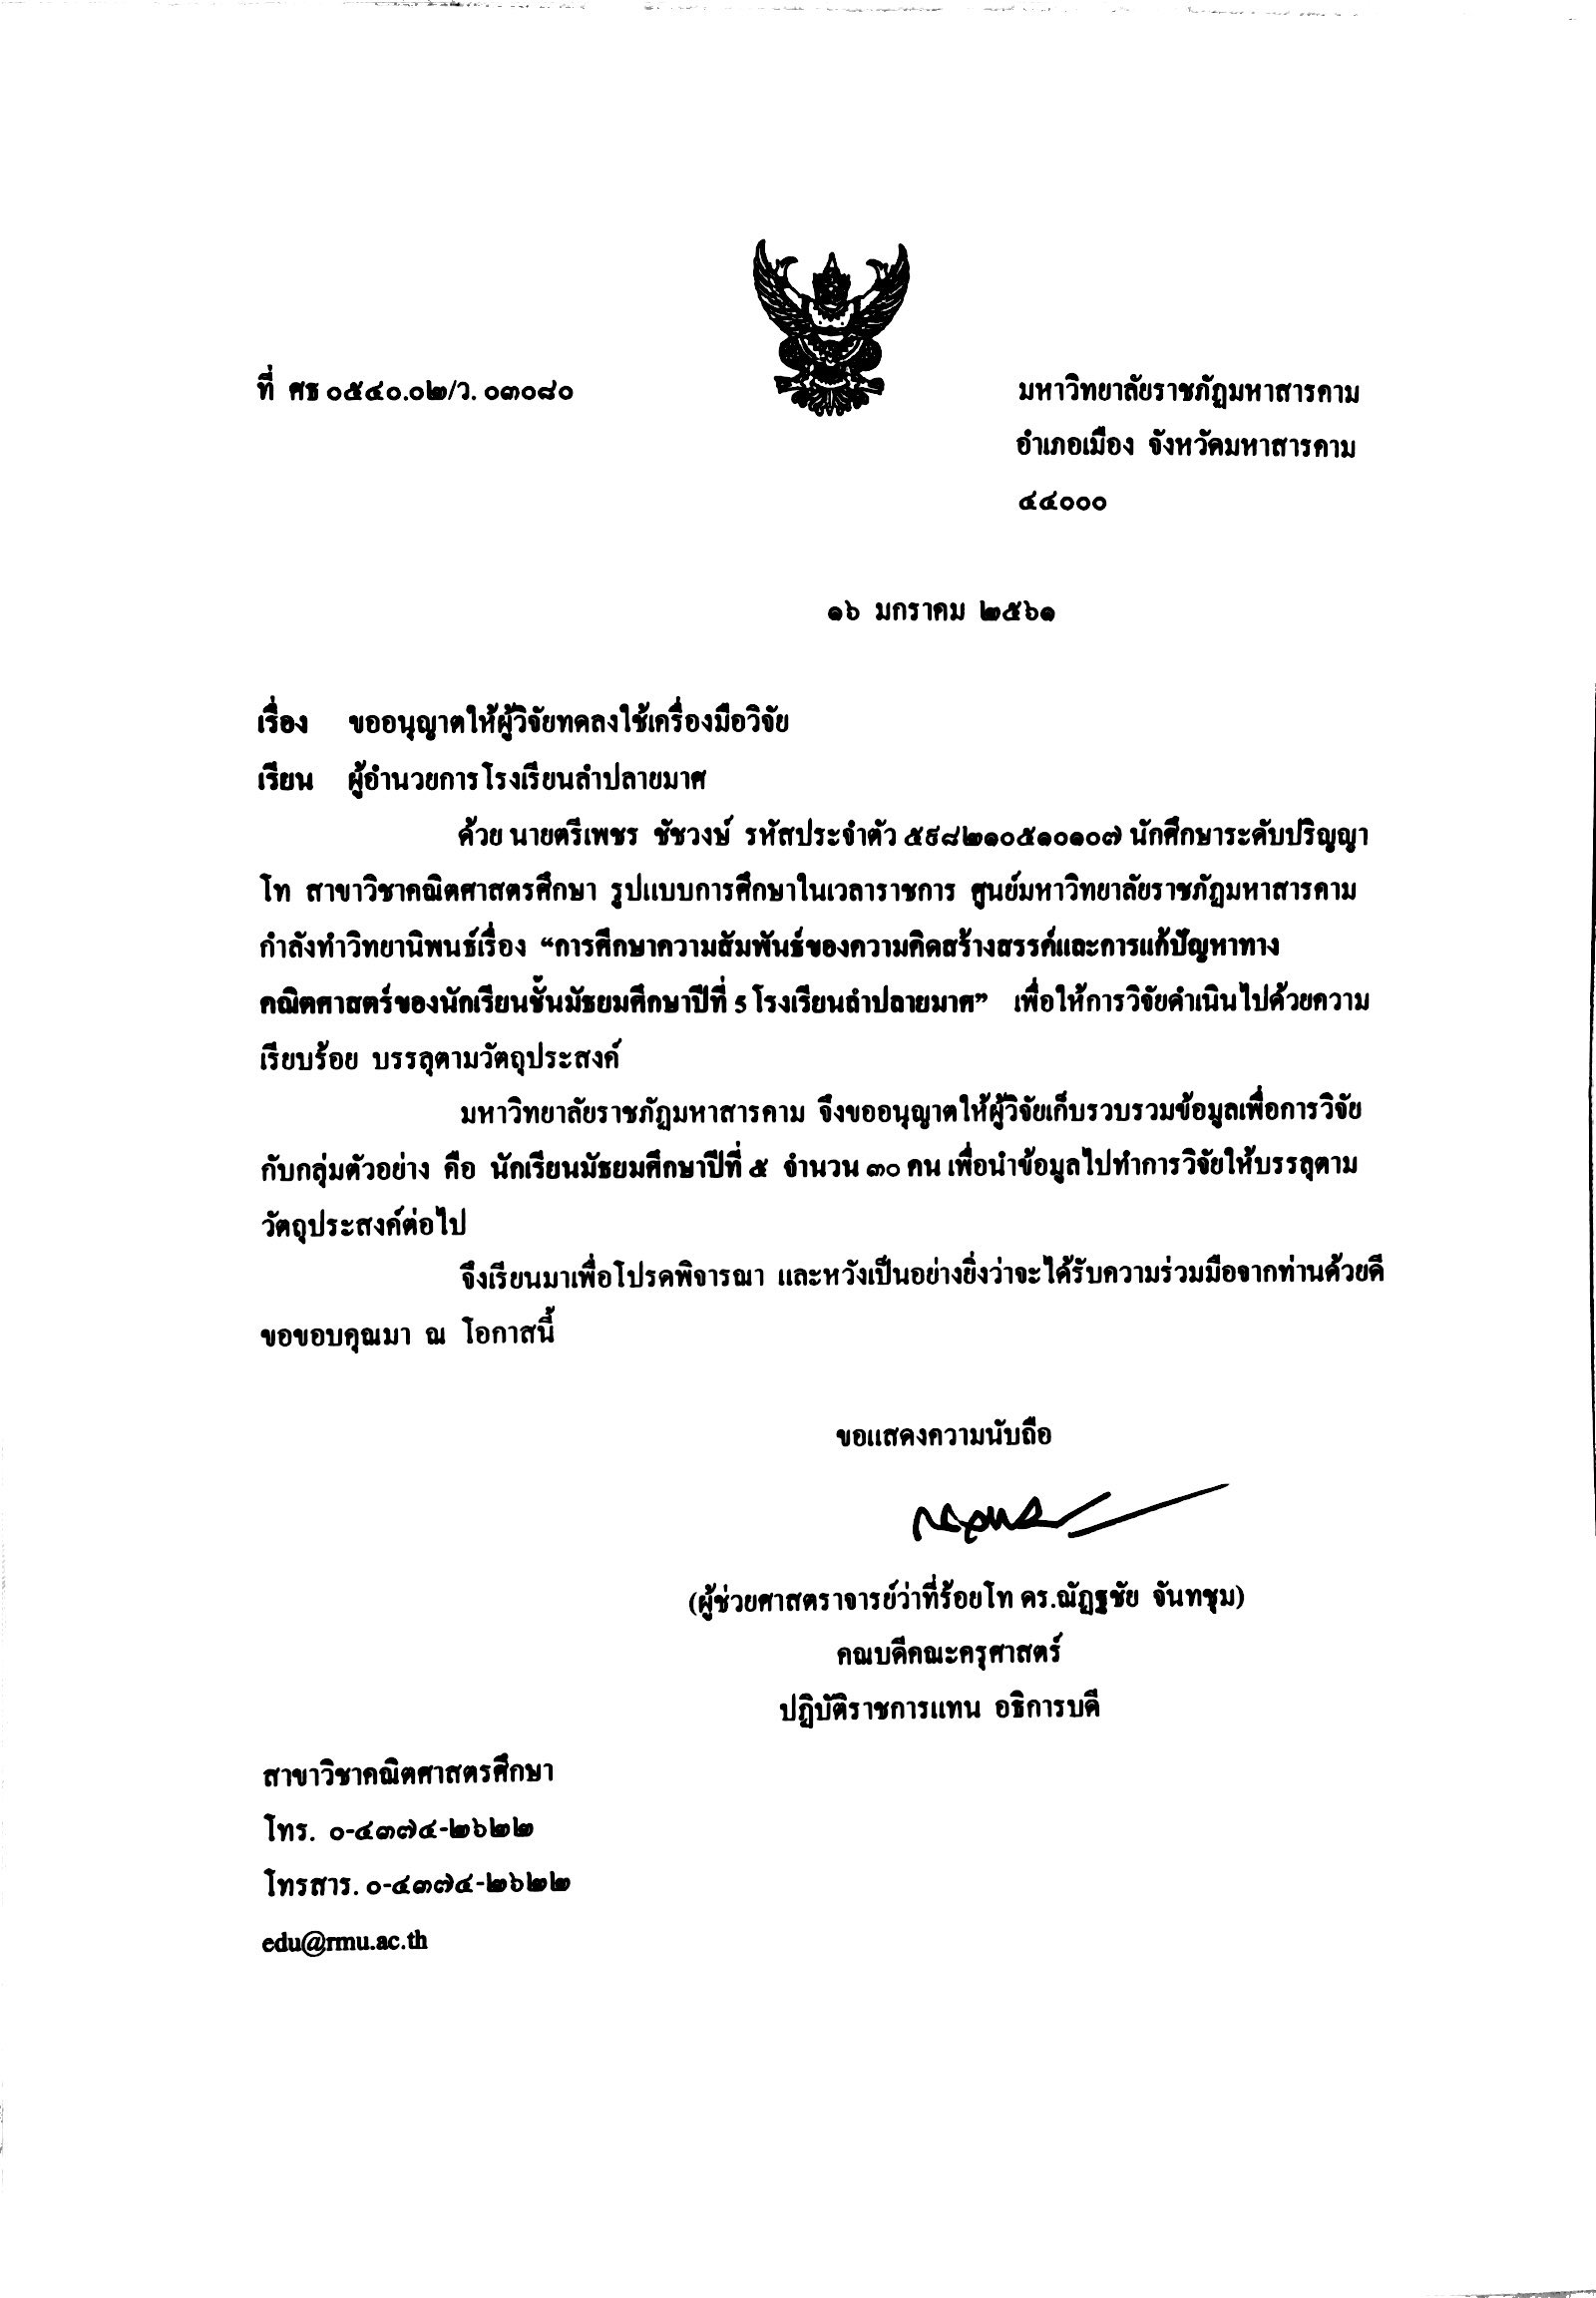 ที่ ศธ ๐๕๔๐.๐๒/ว. ๐๓๐๘๐
มหาวิทยาลัยราชภัฏมหาสารคาม
อำเภอเมือง จังหวัดมหาสารคาม
๔๔๐๐๐
๑๖ มกราคม ๒๕๖๑
เรื่อง ขออนุญาตให้ผู้วิจัยทดลงใช้เครื่องมือวิจัย
เรียน ผู้อำนวยการโรงเรียนลำปลายมาศ
ด้วย นายตรีเพชร ชัชวงษ์ รหัสประจำตัว ๕๙๘๒๑๐๕๑๐๑๐๗ นักศึกษาระดับปริญญา
โท สาขาวิชาคณิตศาสตรศึกษา รูปแบบการศึกษาในเวลาราชการ ศูนย์มหาวิทยาลัยราชภัฏมหาสารคาม
กำลังทำวิทยานิพนธ์เรื่อง “การศึกษาความสัมพันธ์ของความคิดสร้างสรรค์และการแก้ปัญหาทาง
คณิตศาสตร์ของนักเรียนชั้นมัธยมศึกษาปีที่ 5 โรงเรียนลำปลายมาศ” เพื่อให้การวิจัยดำเนินไปด้วยความ
เรียบร้อย บรรลุตามวัตถุประสงค์
มหาวิทยาลัยราชภัฏมหาสารคาม จึงขออนุญาตให้ผู้วิจัยเก็บรวบรวมข้อมูลเพื่อการวิจัย
กับกลุ่มตัวอย่าง คือ นักเรียนมัธยมศึกษาปีที่ ๕ จำนวน ๓๐ คน เพื่อนำข้อมูลไปทำการวิจัยให้บรรลุตาม
วัตถุประสงค์ต่อไป
จึงเรียนมาเพื่อโปรดพิจารณา และหวังเป็นอย่างยิ่งว่าจะได้รับความร่วมมือจากท่านด้วยดี
ขอขอบคุณมา ณ โอกาสนี้
ขอแสดงความนับถือ
(ผู้ช่วยศาสตราจารย์ว่าที่ร้อยโท ดร.ณัฏฐชัย จันทชุม)
คณบดีคณะครุศาสตร์
ปฏิบัติราชการแทน อธิการบดี
สาขาวิชาคณิตศาสตรศึกษา
โทร. ๐-๔๓๗๔-๒๖๒๒
โทรสาร. ๐-๔๓๗๔-๒๖๒๒
edu@rmu.ac.th